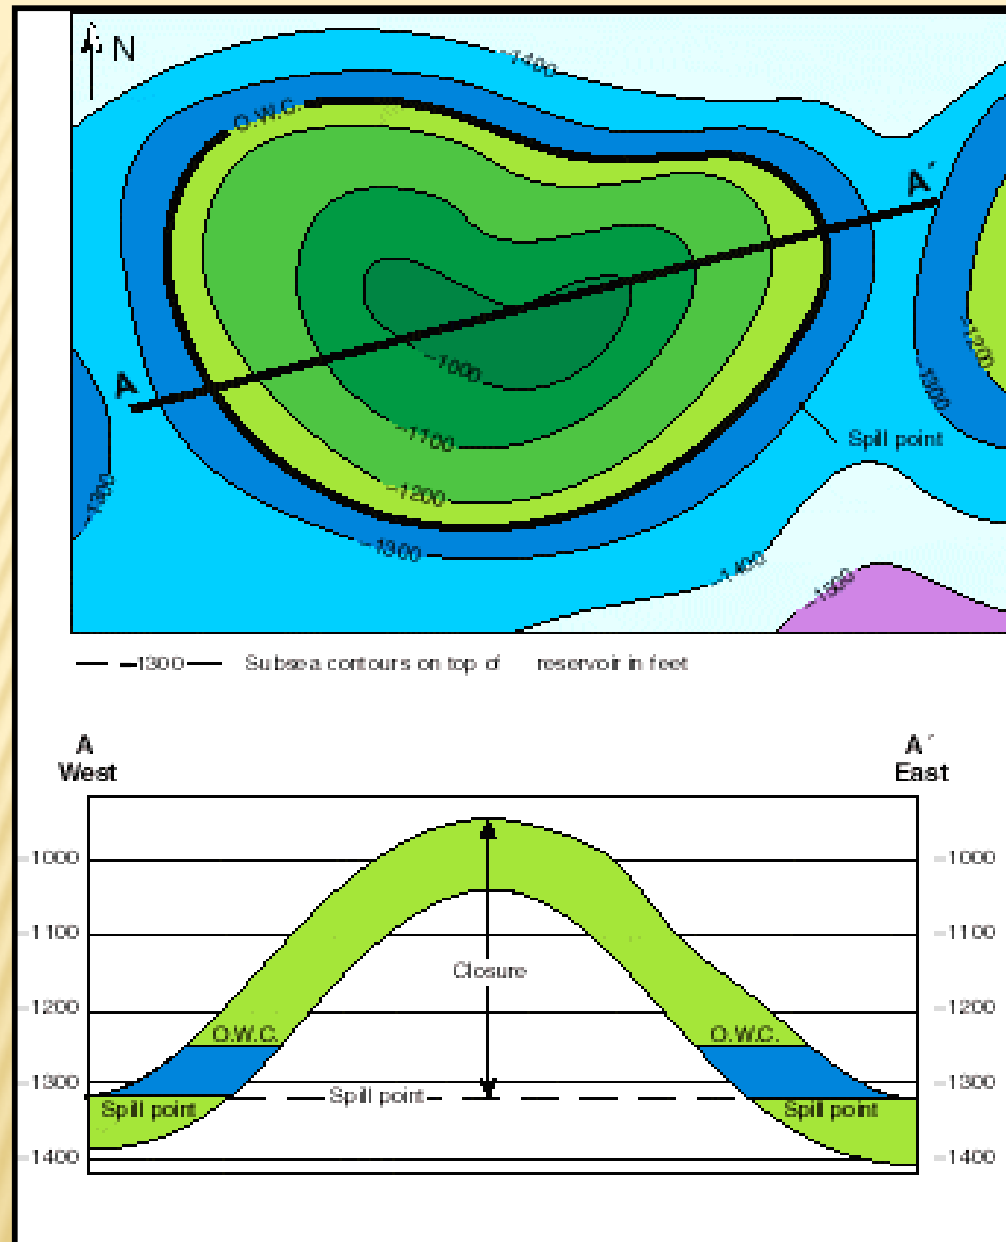 N
-1400
O.W.C.
A´
-1000
-1200
-1300
A
-1100
Spill point
-1200
-1300
-1300
-1400
-1300 Subsea contours on top of reservoir in feet
A A´
West East
-1000 -1000
-1100 -1100
Closure
-1200 -1200
O.W.C. O.W.C.
-1300 Spill point -1300
Spill point Spill point
-1400 -1400